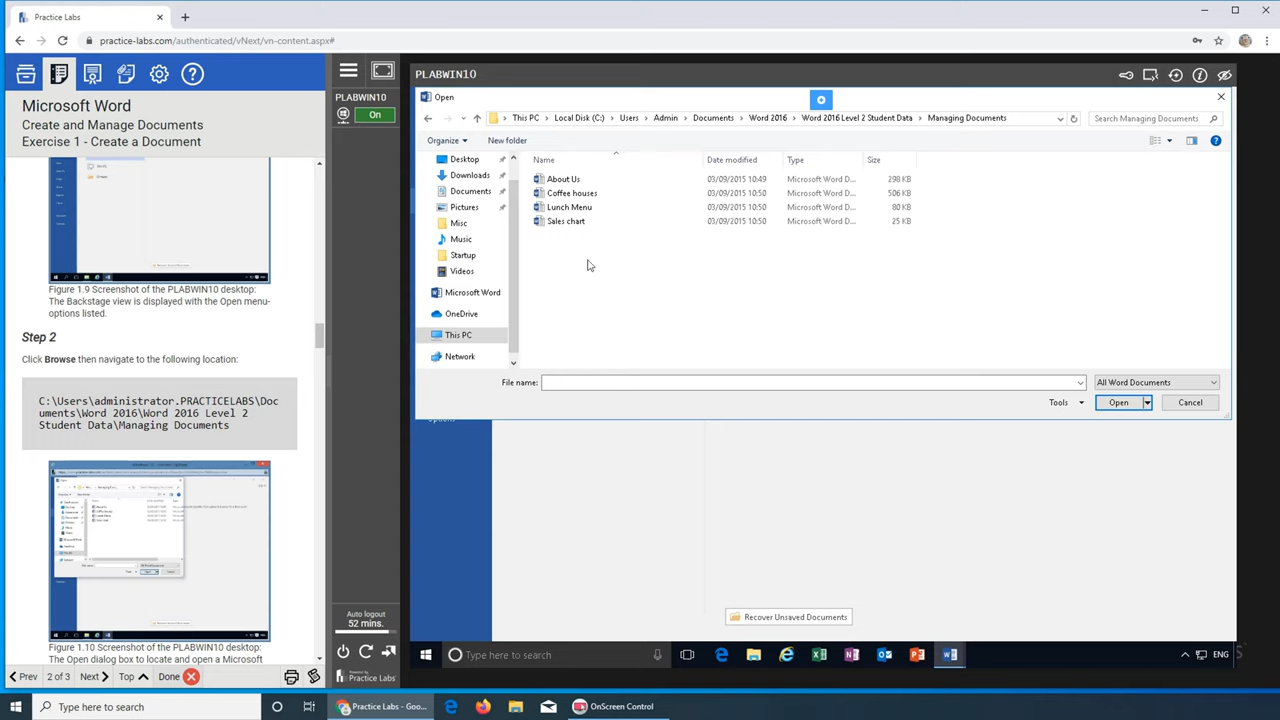 Practice Labs
practice-labs.com/authenticated/vNext/vn-content.aspx#
Microsoft Word
Create and Manage Documents
Exercise 1 - Create a Document
Figure 1.9 Screenshot of the PLABWIN10 desktop:
The Backstage view is displayed with the Open menu-
options listed.
Step 2
Click Browse then navigate to the following location:
C:\Users\administrator.PRACTICELABS\Doc
uments\Word 2016\Word 2016 Level 2
Student Data\Managing Documents
Figure 1.10 Screenshot of the PLABWIN10 desktop:
The Open dialog box to locate and open a Microsoft
Prev 2 of 3 Next Top Done
PLABWIN10
On
Auto logout
52 mins.
Practice Labs
PLABWIN10
Open
This PC Local Disk (C:) Users Admin Documents Word 2016 Word 2016 Level 2 Student Data Managing Documents
Search Managing Documents
Organize New folder
Desktop
Downloads
Documents
Pictures
Misc
Music
Startup
Videos
Microsoft Word
OneDrive
This PC
Network
Name Date modified Type Size
About Us 03/09/2015 10:49 Microsoft Word D... 298 KB
Coffee houses 03/09/2015 10:50 Microsoft Word D... 506 KB
Lunch Menu 03/09/2015 10:50 Microsoft Word D... 80 KB
Sales chart 03/09/2015 10:50 Microsoft Word D... 25 KB
File name: All Word Documents
Tools Open Cancel
Recover Unsaved Documents
Type here to search
ENG
Type here to search
Practice Labs - Goo...
OnScreen Control